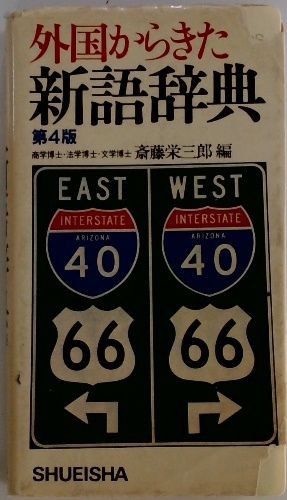 外国からきた
新語辞典
第4版
商学博士・法学博士・文学博士 斎藤栄三郎 編
EAST WEST
INTERSTATE INTERSTATE
ARIZONA ARIZONA
40 40
66 66
SHUEISHA